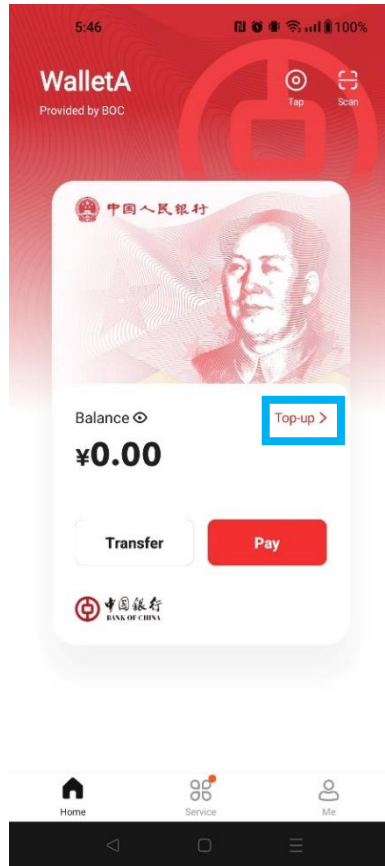 5:46
100%
WalletA
Provided by BOC
Tap
Scan
中国人民银行
Balance
Top-up >
¥0.00
Transfer
Pay
中国银行
BANK OF CHINA
Home
Service
Me